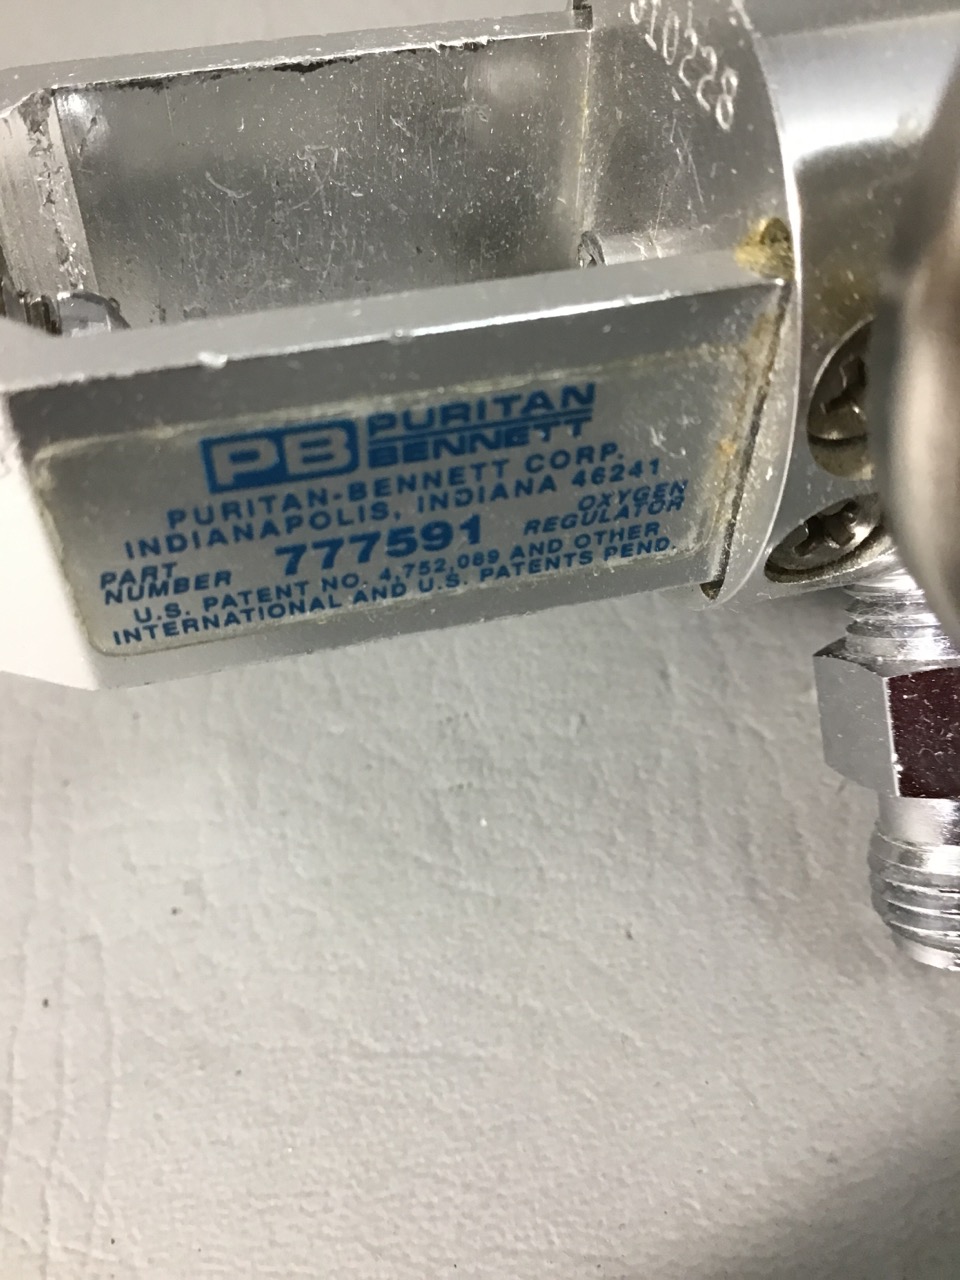 PB PURITAN
BENNETT
PURITAN-BENNETT CORP.
INDIANAPOLIS, INDIANA 46241
PART NUMBER 777591 OXYGEN REGULATOR
U.S. PATENT NO. 4,752,089 AND OTHER
INTERNATIONAL AND U.S. PATENTS PEND.